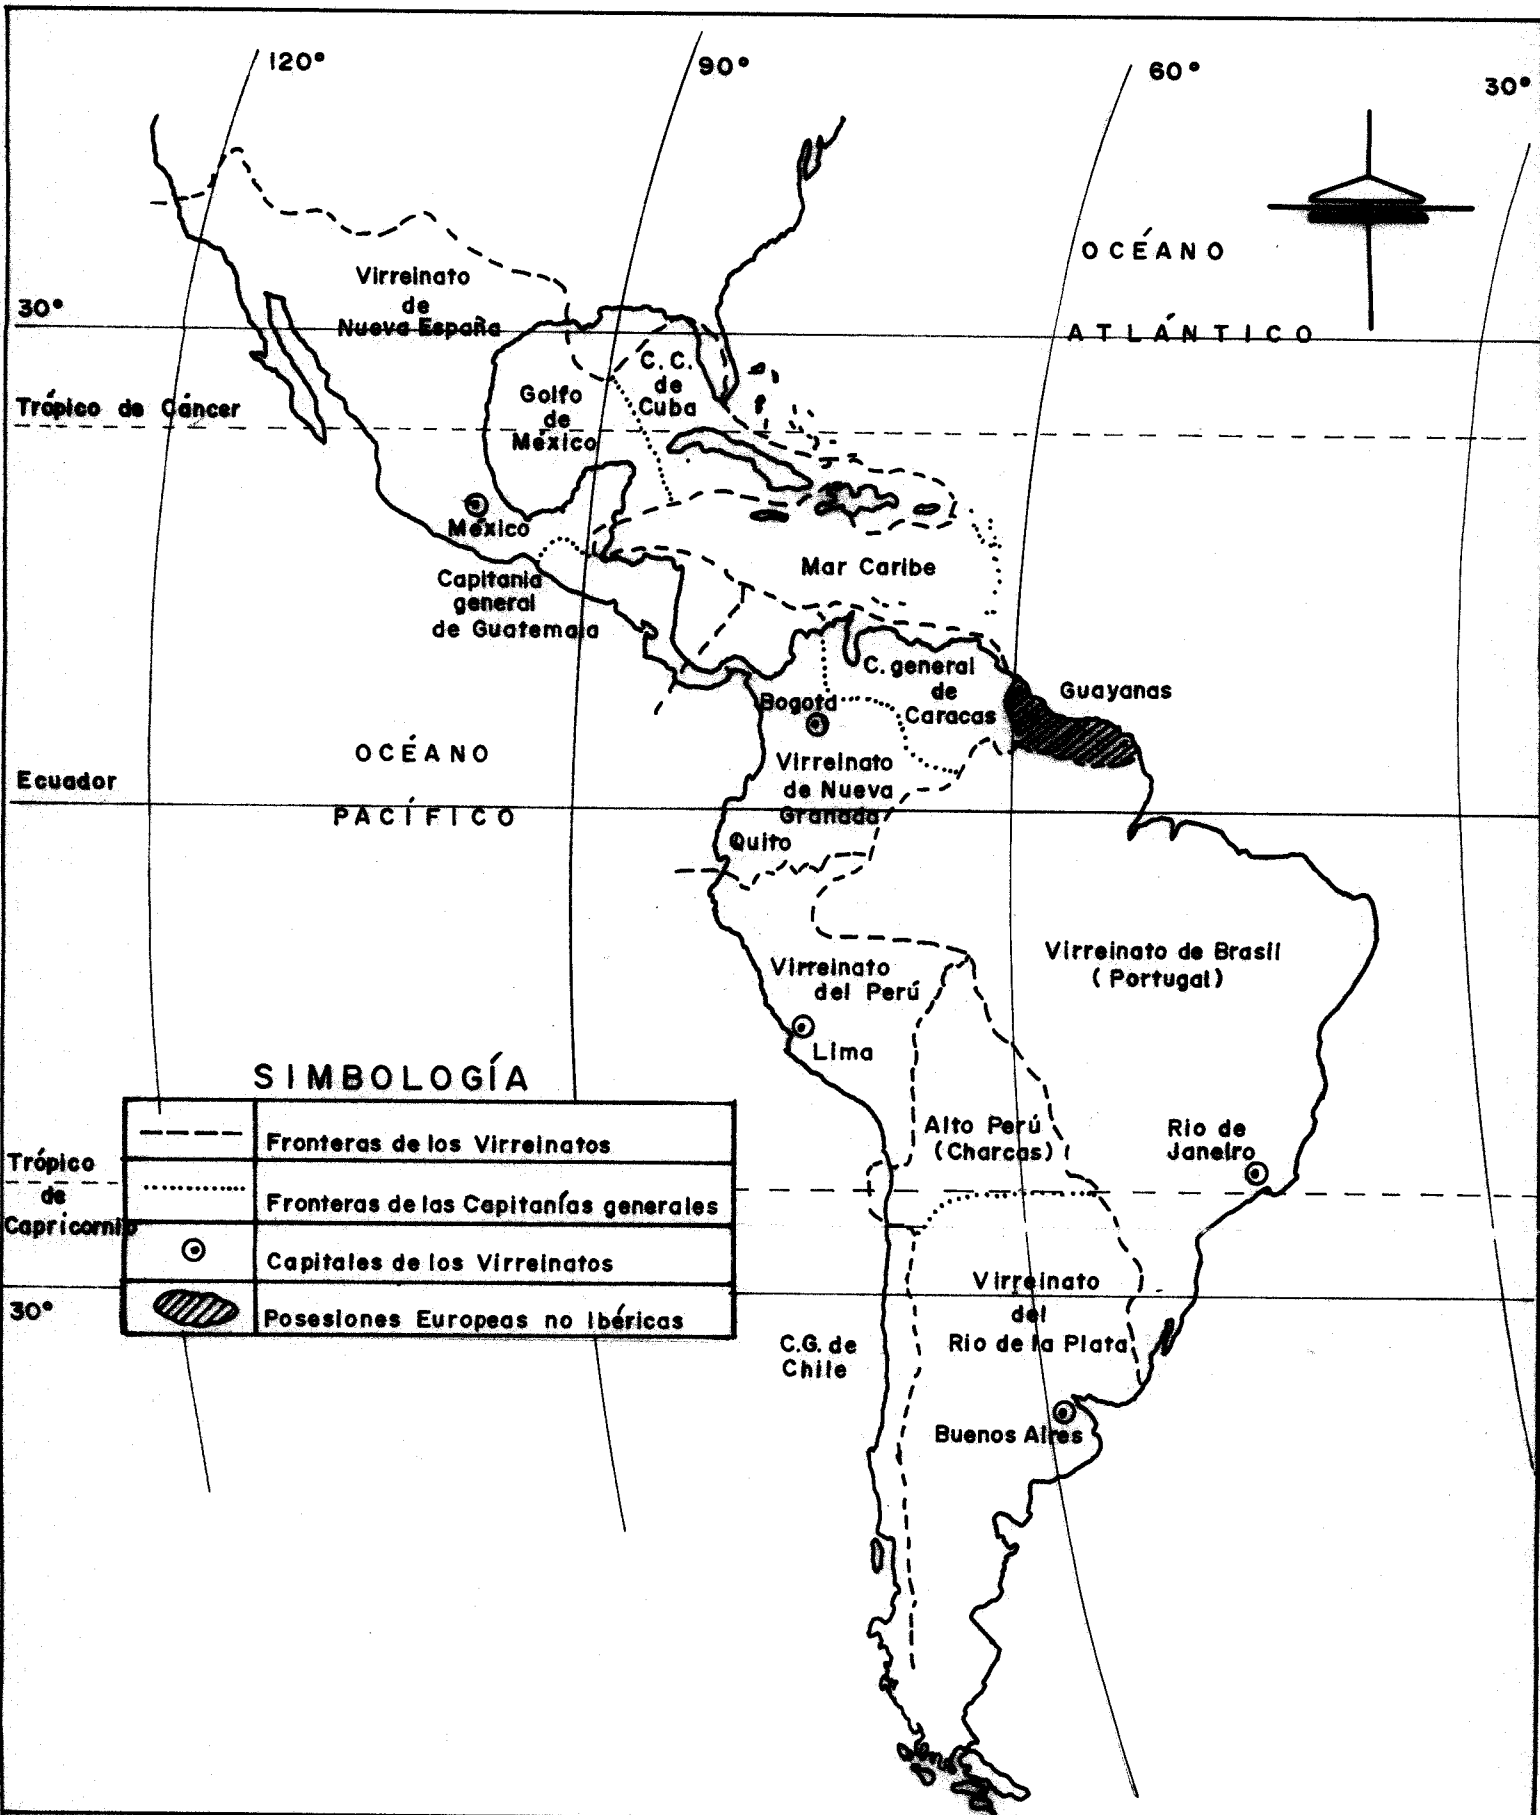 120°
90°
60°
30°
OCÉANO
ATLÁNTICO
Virreinato
de
Nueva España
30°
C. C.
de
Cuba
Golfo
de
México
Trópico de Cáncer
México
Mar Caribe
Capitania
general
de Guatemala
C. general
de
Caracas
Guayanas
Bogotá
OCÉANO
PACÍFICO
Virreinato
de Nueva
Granada
Ecuador
Quito
Virreinato
del Perú
Virreinato de Brasil
(Portugal)
Lima
SIMBOLOGÍA
Fronteras de los Virreinatos
Fronteras de las Capitanías generales
Capitales de los Virreinatos
Posesiones Europeas no Ibéricas
Trópico
de
Capricornio
30°
Alto Perú
(Charcas)
Rio de
Janeiro
Virreinato
del
Rio de la Plata
C.G. de
Chile
Buenos Aires